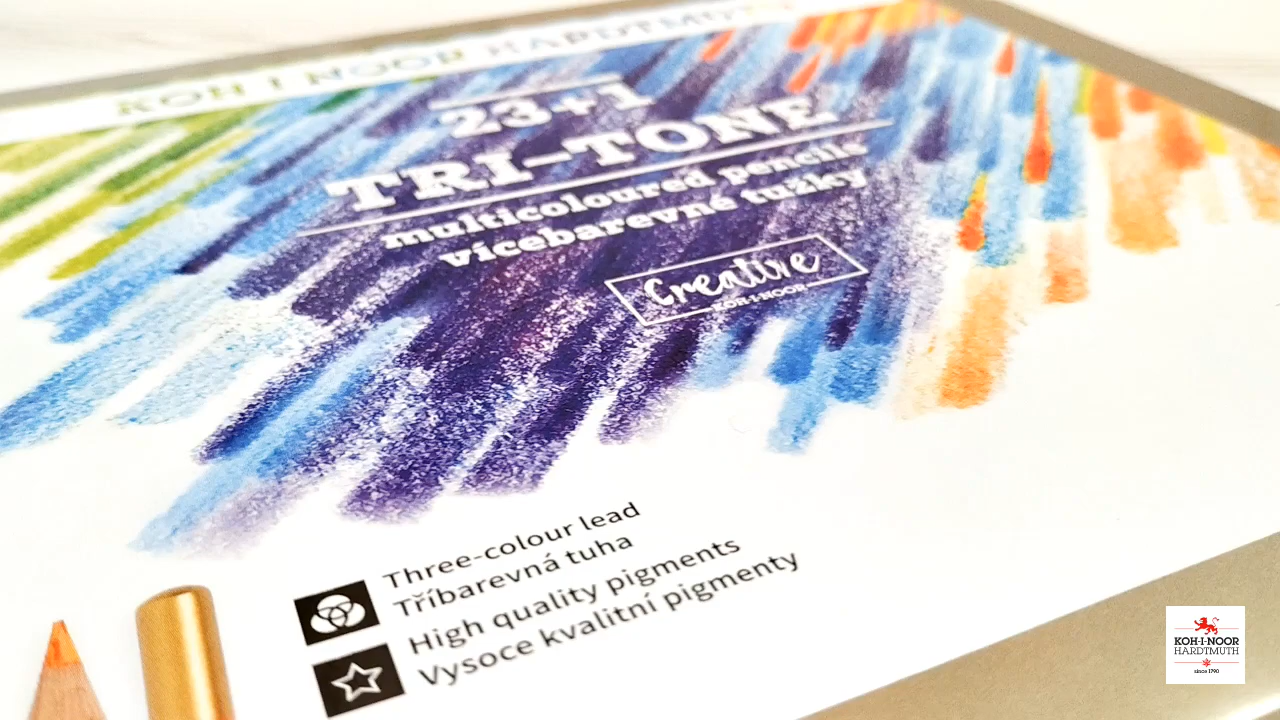 KOH-I-NOOR HARDTMUTH
23+1
TRI-TONE
multicoloured pencils
vícebarevné tužky
Creative
KOH-I-NOOR
Three-colour lead
Tříbarevná tuha
High quality pigments
Vysoce kvalitní pigmenty
KOH-I-NOOR
HARDTMUTH
since 1790